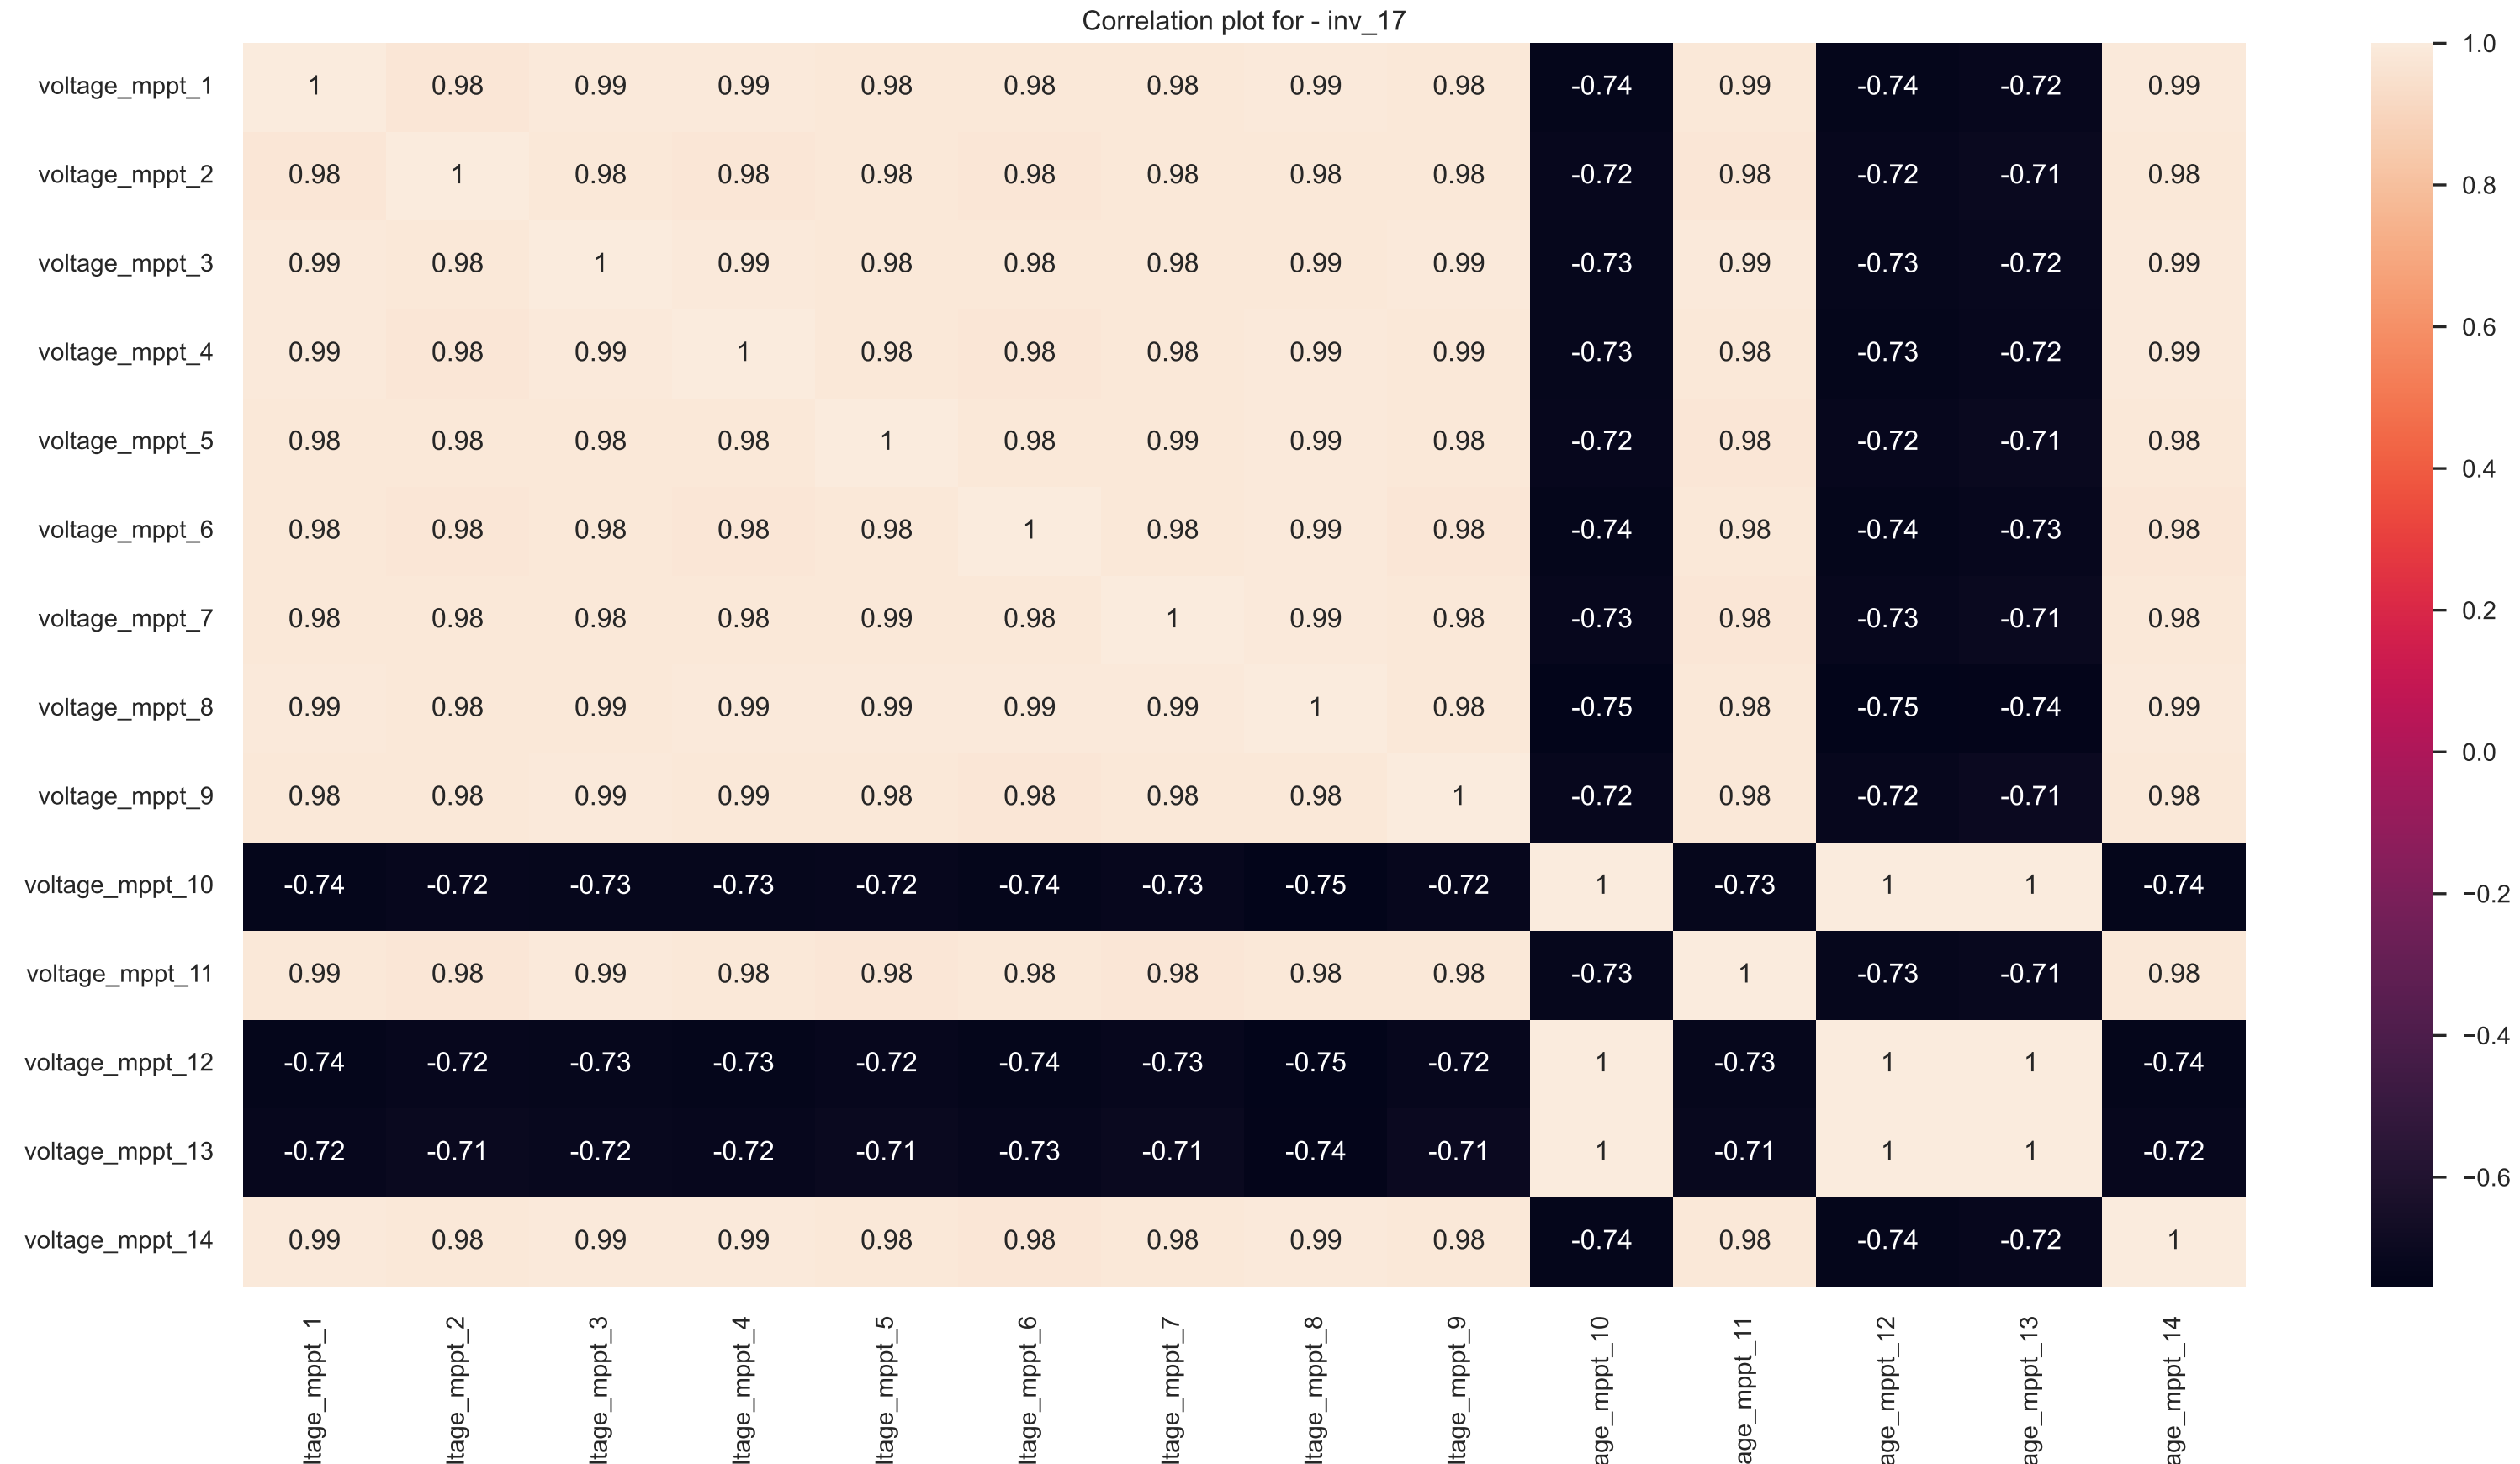 Correlation plot for - inv_17
voltage_mppt_1 1 0.98 0.99 0.99 0.98 0.98 0.98 0.99 0.98 -0.74 0.99 -0.74 -0.72 0.99
voltage_mppt_2 0.98 1 0.98 0.98 0.98 0.98 0.98 0.98 0.98 -0.72 0.98 -0.72 -0.71 0.98
voltage_mppt_3 0.99 0.98 1 0.99 0.98 0.98 0.98 0.99 0.99 -0.73 0.99 -0.73 -0.72 0.99
voltage_mppt_4 0.99 0.98 0.99 1 0.98 0.98 0.98 0.99 0.99 -0.73 0.98 -0.73 -0.72 0.99
voltage_mppt_5 0.98 0.98 0.98 0.98 1 0.98 0.99 0.99 0.98 -0.72 0.98 -0.72 -0.71 0.98
voltage_mppt_6 0.98 0.98 0.98 0.98 0.98 1 0.98 0.99 0.98 -0.74 0.98 -0.74 -0.73 0.98
voltage_mppt_7 0.98 0.98 0.98 0.98 0.99 0.98 1 0.99 0.98 -0.73 0.98 -0.73 -0.71 0.98
voltage_mppt_8 0.99 0.98 0.99 0.99 0.99 0.99 0.99 1 0.98 -0.75 0.98 -0.75 -0.74 0.99
voltage_mppt_9 0.98 0.98 0.99 0.99 0.98 0.98 0.98 0.98 1 -0.72 0.98 -0.72 -0.71 0.98
voltage_mppt_10 -0.74 -0.72 -0.73 -0.73 -0.72 -0.74 -0.73 -0.75 -0.72 1 -0.73 1 1 -0.74
voltage_mppt_11 0.99 0.98 0.99 0.98 0.98 0.98 0.98 0.98 0.98 -0.73 1 -0.73 -0.71 0.98
voltage_mppt_12 -0.74 -0.72 -0.73 -0.73 -0.72 -0.74 -0.73 -0.75 -0.72 1 -0.73 1 1 -0.74
voltage_mppt_13 -0.72 -0.71 -0.72 -0.72 -0.71 -0.73 -0.71 -0.74 -0.71 1 -0.71 1 1 -0.72
voltage_mppt_14 0.99 0.98 0.99 0.99 0.98 0.98 0.98 0.99 0.98 -0.74 0.98 -0.74 -0.72 1
ltage_mppt_1
ltage_mppt_2
ltage_mppt_3
ltage_mppt_4
ltage_mppt_5
ltage_mppt_6
ltage_mppt_7
ltage_mppt_8
ltage_mppt_9
age_mppt_10
age_mppt_11
age_mppt_12
age_mppt_13
age_mppt_14
1.0
0.8
0.6
0.4
0.2
0.0
−0.2
−0.4
−0.6